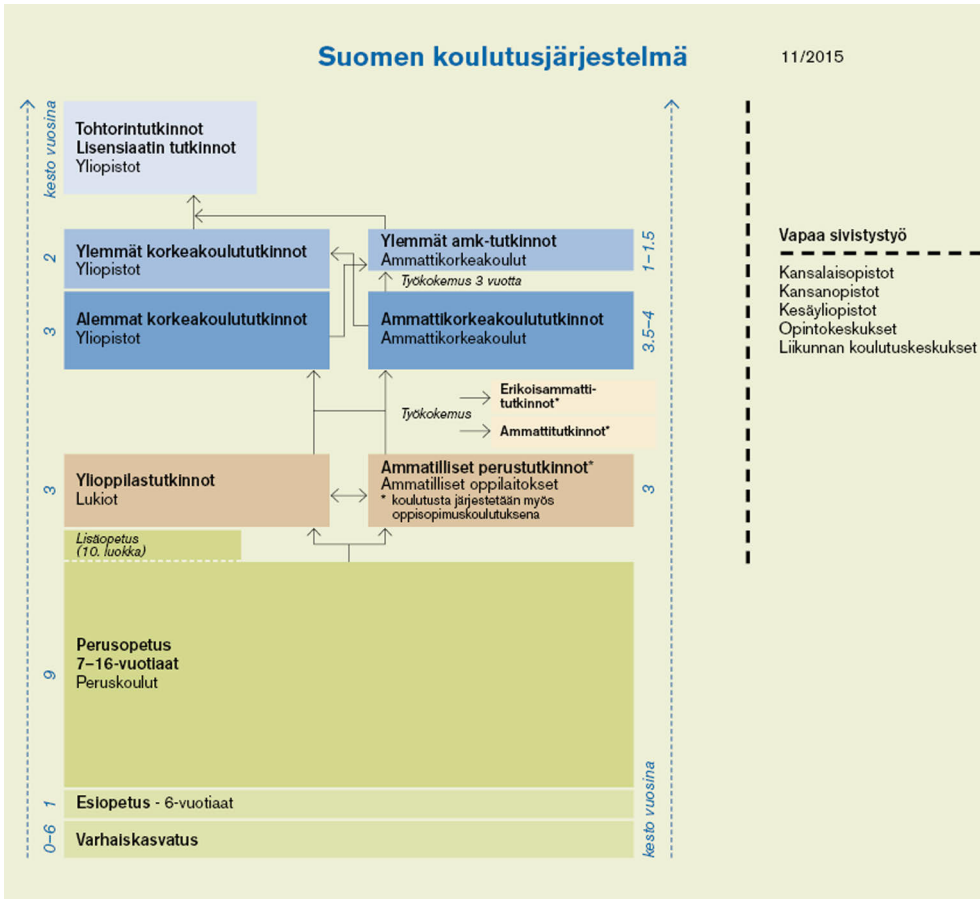 Suomen koulutusjärjestelmä
11/2015
kesto vuosina
Tohtorintutkinnot
Lisensiaatin tutkinnot
Yliopistot
2
Ylemmät korkeakoulututkinnot
Yliopistot
Ylemmät amk-tutkinnot
Ammattikorkeakoulut
1–1.5
Työkokemus 3 vuotta
3
Alemmat korkeakoulututkinnot
Yliopistot
Ammattikorkeakoulututkinnot
Ammattikorkeakoulut
3.5–4
Työkokemus
Erikoisammatti-
tutkinnot*
Ammattitutkinnot*
3
Ylioppilastutkinnot
Lukiot
Ammatilliset perustutkinnot*
Ammatilliset oppilaitokset
* koulutusta järjestetään myös
oppisopimuskoulutuksena
3
Lisäopetus
(10. luokka)
9
Perusopetus
7–16-vuotiaat
Peruskoulut
1
Esiopetus - 6-vuotiaat
0–6
Varhaiskasvatus
kesto vuosina
Vapaa sivistystyö
Kansalaisopistot
Kansanopistot
Kesäyliopistot
Opintokeskukset
Liikunnan koulutuskeskukset